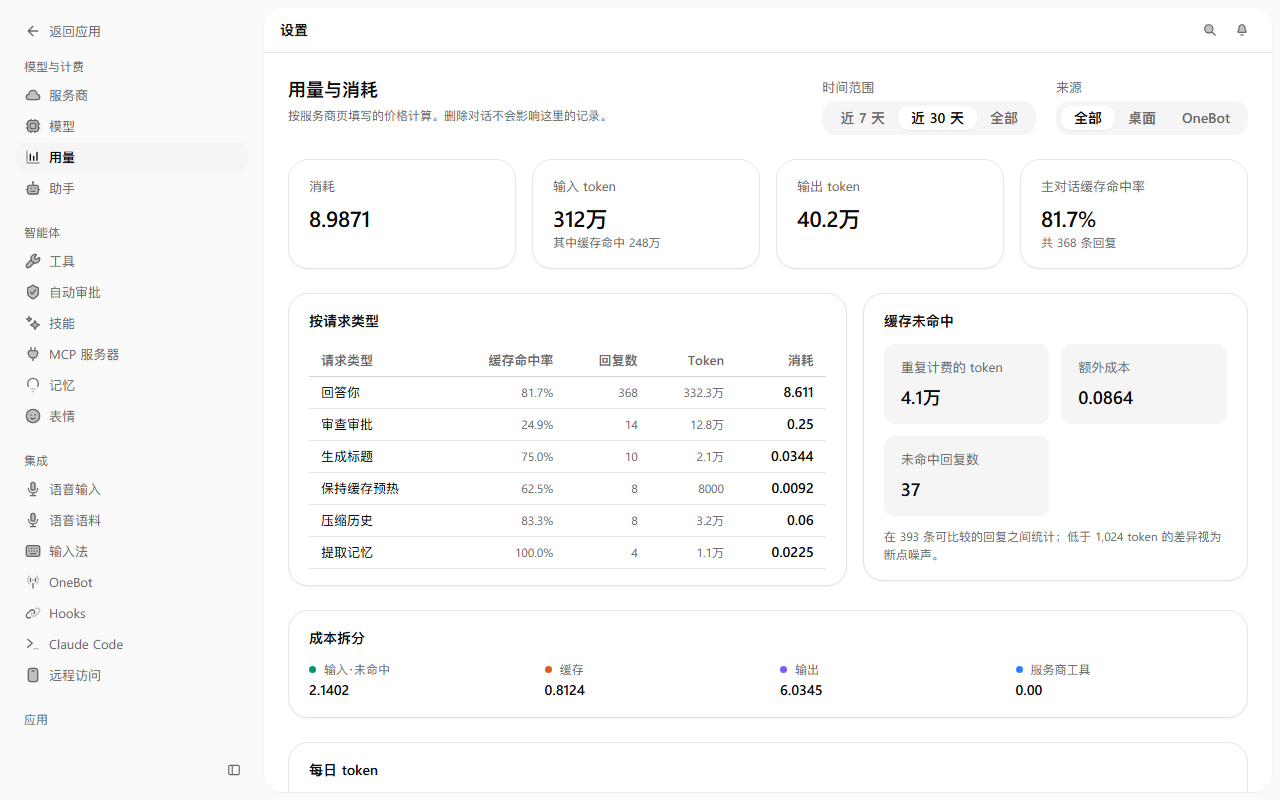 返回应用
模型与计费
服务商
模型
用量
助手
智能体
工具
自动审批
技能
MCP 服务器
记忆
表情
集成
语音输入
语音语料
输入法
OneBot
Hooks
Claude Code
远程访问
应用
设置
用量与消耗
按服务商页填写的价格计算。删除对话不会影响这里的记录。
时间范围
近 7 天 近 30 天 全部
来源
全部 桌面 OneBot
消耗
8.9871
输入 token
312万
其中缓存命中 248万
输出 token
40.2万
主对话缓存命中率
81.7%
共 368 条回复
按请求类型
请求类型 缓存命中率 回复数 Token 消耗
回答你 81.7% 368 332.3万 8.611
审查审批 24.9% 14 12.8万 0.25
生成标题 75.0% 10 2.1万 0.0344
保持缓存预热 62.5% 8 8000 0.0092
压缩历史 83.3% 8 3.2万 0.06
提取记忆 100.0% 4 1.1万 0.0225
缓存未命中
重复计费的 token
4.1万
额外成本
0.0864
未命中回复数
37
在 393 条可比较的回复之间统计；低于 1,024 token 的差异视为
断点噪声。
成本拆分
输入·未命中
2.1402
缓存
0.8124
输出
6.0345
服务商工具
0.00
每日 token